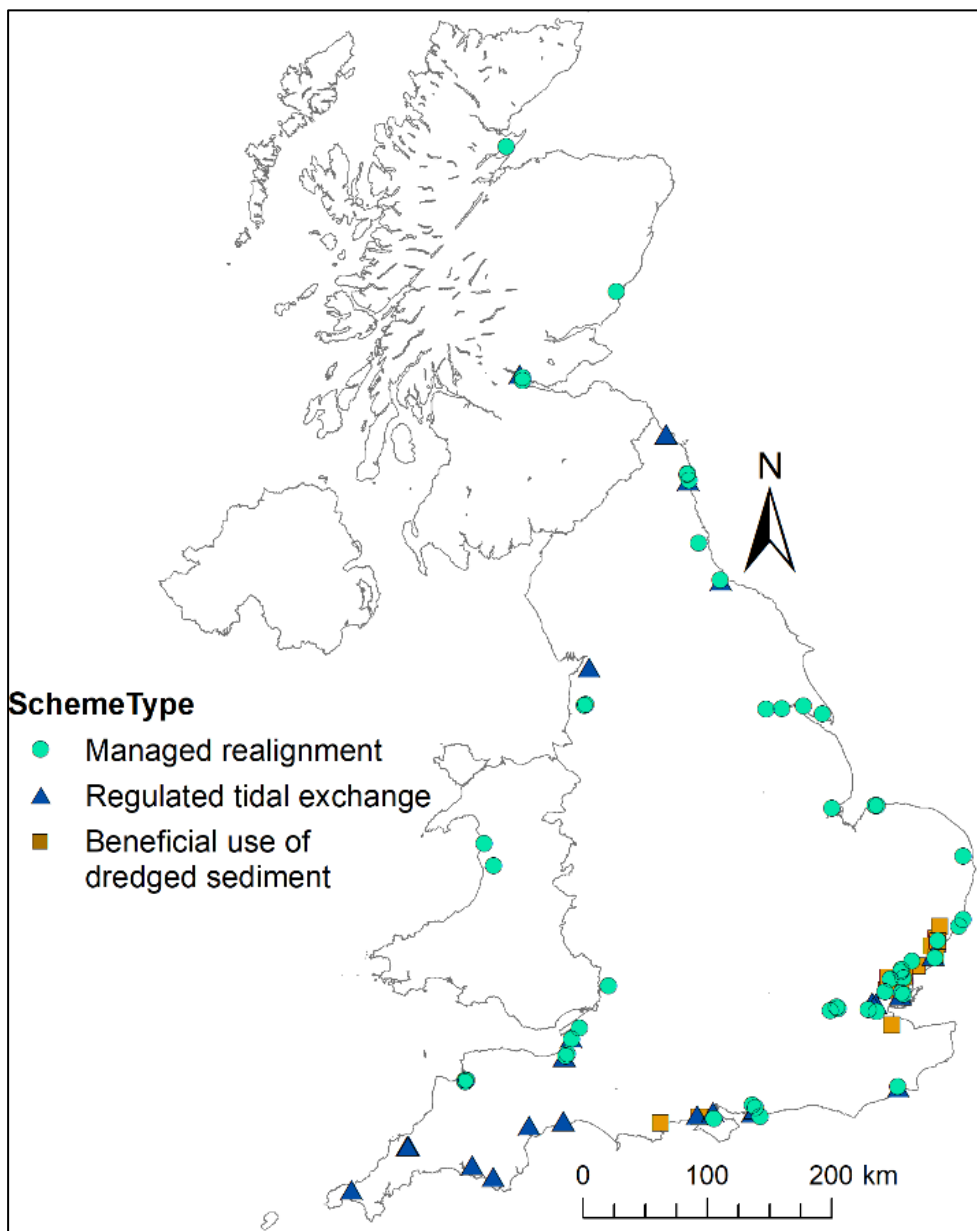 N
SchemeType
Managed realignment
Regulated tidal exchange
Beneficial use of
dredged sediment
0 100 200 km